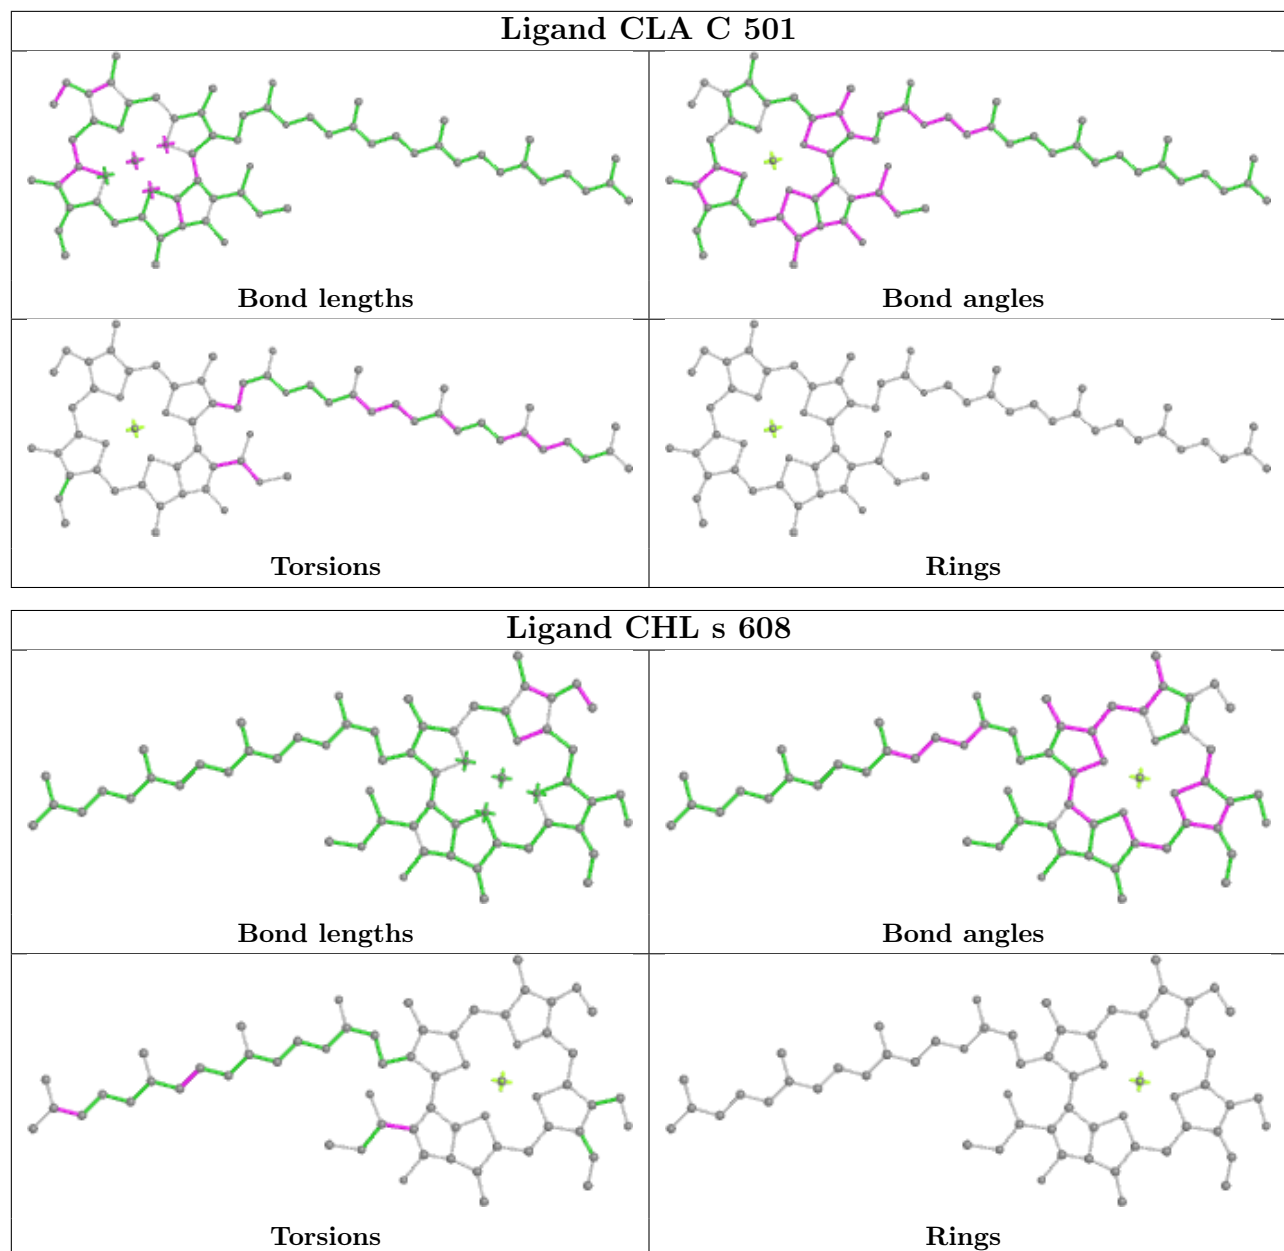 Ligand CLA C 501
Bond lengths
Bond angles
Torsions
Rings
Ligand CHL s 608
Bond lengths
Bond angles
Torsions
Rings